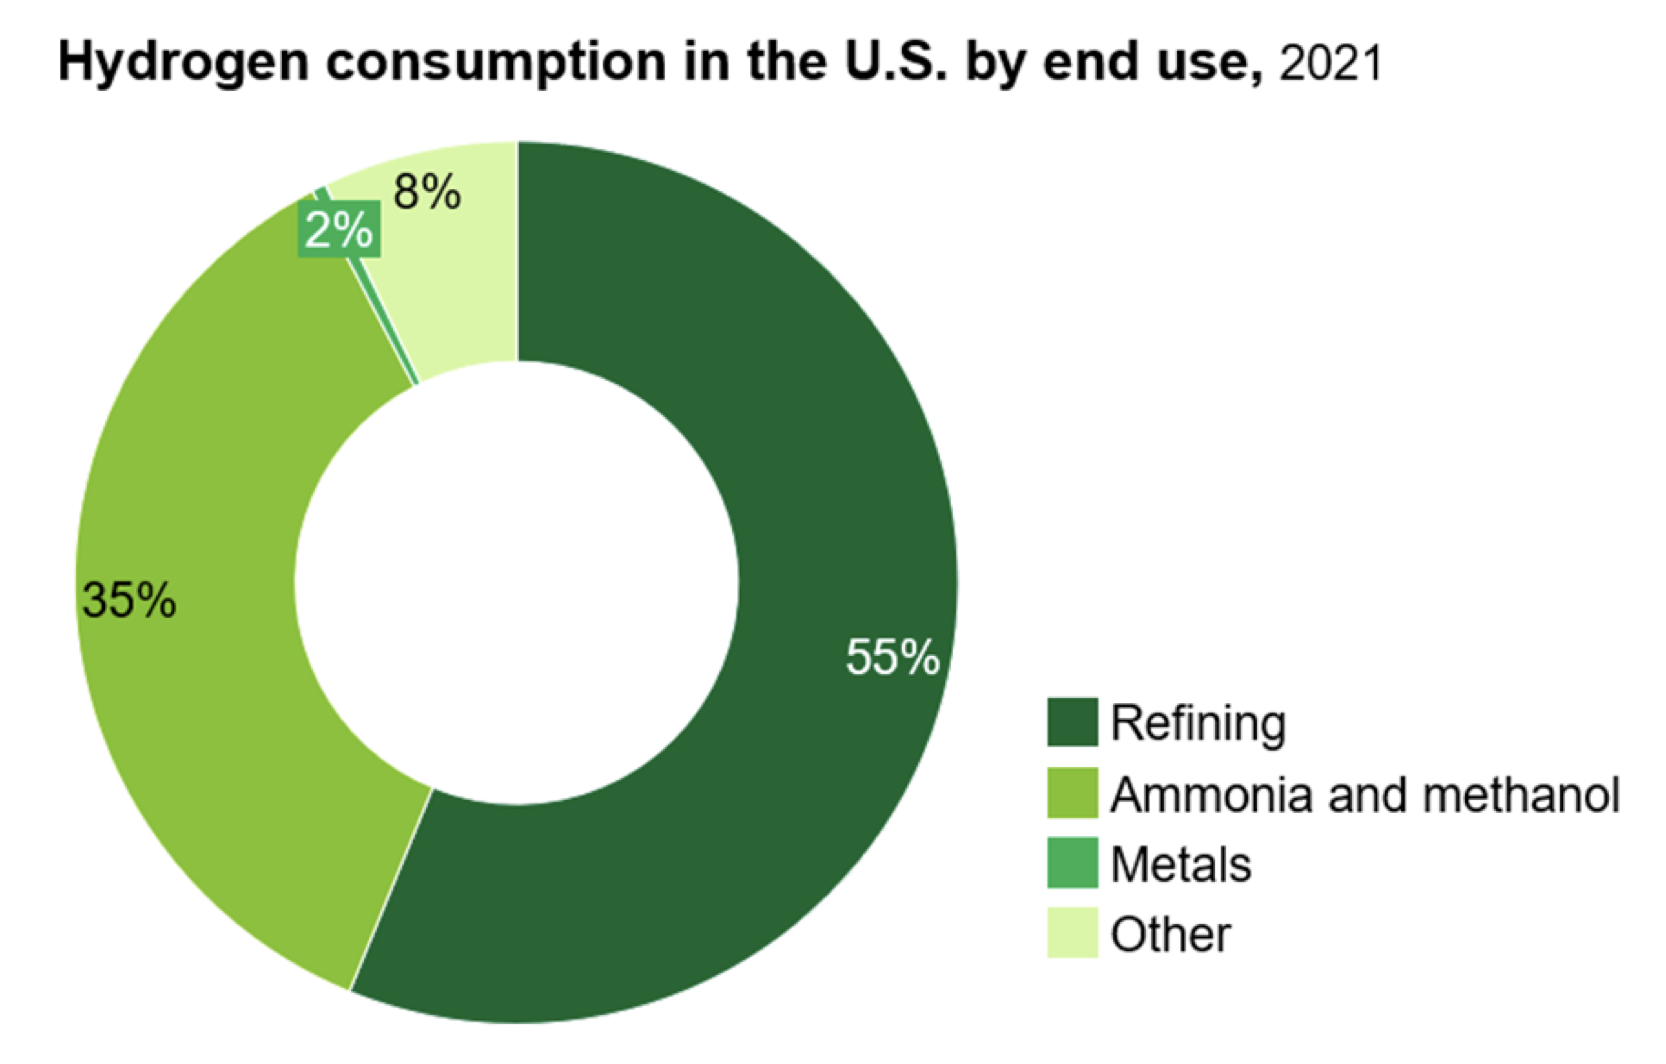 Hydrogen consumption in the U.S. by end use, 2021
8%
2%
35%
55%
Refining
Ammonia and methanol
Metals
Other